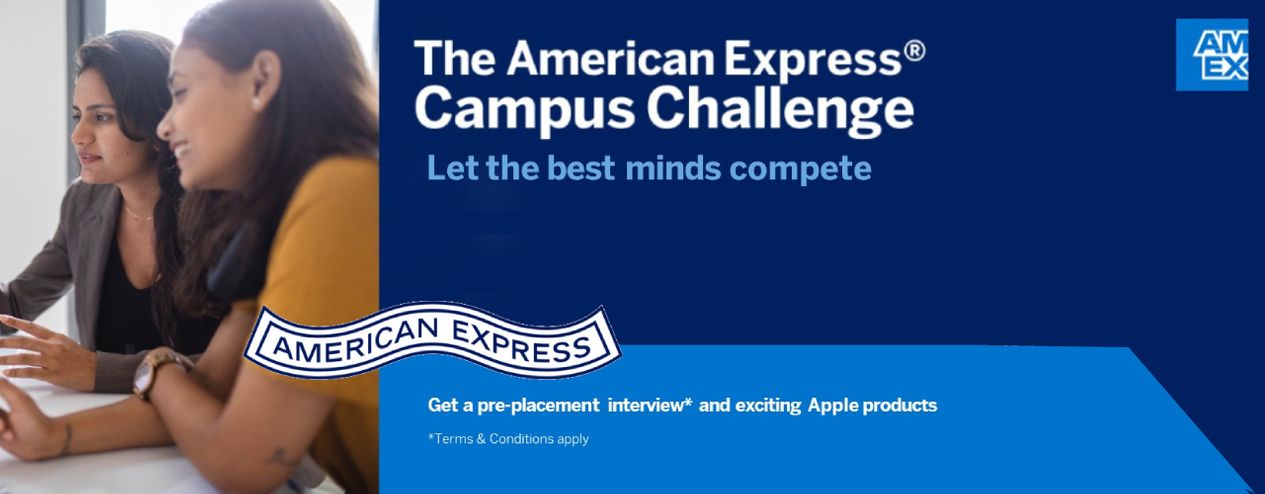 The American Express®
Campus Challenge
Let the best minds compete
AM
EX
AMERICAN EXPRESS
Get a pre-placement interview* and exciting Apple products
*Terms & Conditions apply